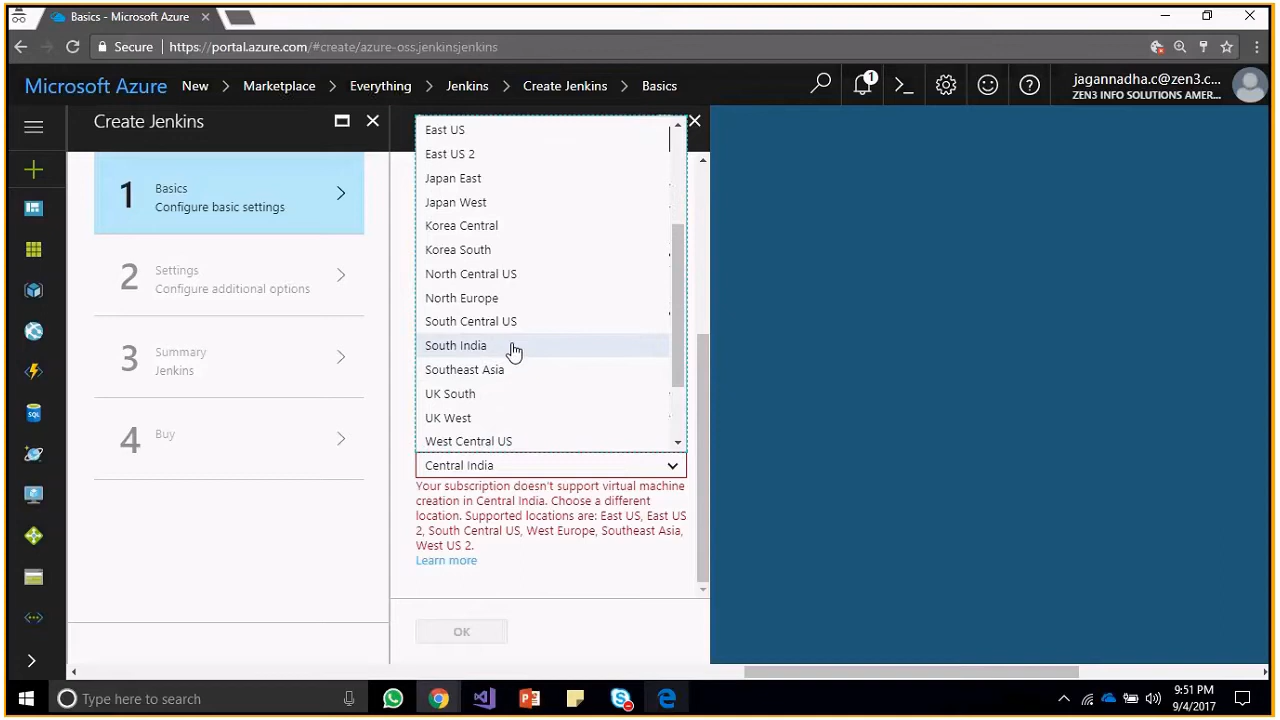 Basics - Microsoft Azure
Secure
https://portal.azure.com/#create/azure-oss.jenkinsjenkins
Microsoft Azure New > Marketplace > Everything > Jenkins > Create Jenkins > Basics
1
jagannadha.c@zen3.c...
ZEN3 INFO SOLUTIONS AMER...
Create Jenkins
1
Basics
Configure basic settings
2
Settings
Configure additional options
3
Summary
Jenkins
4
Buy
East US
East US 2
Japan East
Japan West
Korea Central
Korea South
North Central US
North Europe
South Central US
South India
Southeast Asia
UK South
UK West
West Central US
Central India
Your subscription doesn't support virtual machine
creation in Central India. Choose a different
location. Supported locations are: East US, East US
2, South Central US, West Europe, Southeast Asia,
West US 2.
Learn more
OK
SQL
Type here to search
9:51 PM
9/4/2017